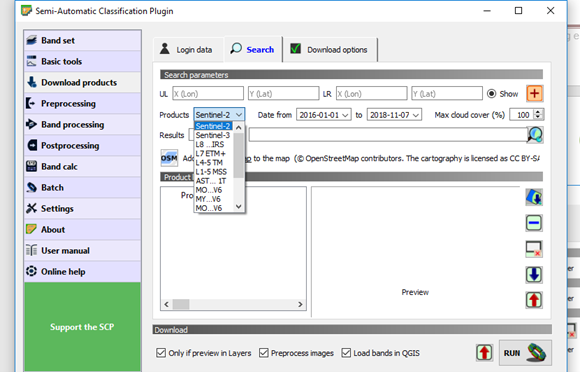 Semi-Automatic Classification Plugin
Band set
Basic tools
Download products
Preprocessing
Band processing
Postprocessing
Band calc
Batch
Settings
About
User manual
Online help
Support the SCP
Login data Search Download options
Search parameters
UL X (Lon) Y (Lat) LR X (Lon) Y (Lat) Show
Products Sentinel-2 Date from 2016-01-01 to 2018-11-07 Max cloud cover (%) 100
Sentinel-2
Sentinel-3
L8 ...IRS
L7 ETM+
L4-5 TM
L1-5 MSS
AST... 1T
MO...V6
MY...V6
MO...V6
Results
OSM to the map (© OpenStreetMap contributors. The cartography is licensed as CC BY-SA
Product
Preview
Download
Only if preview in Layers Preprocess images Load bands in QGIS RUN